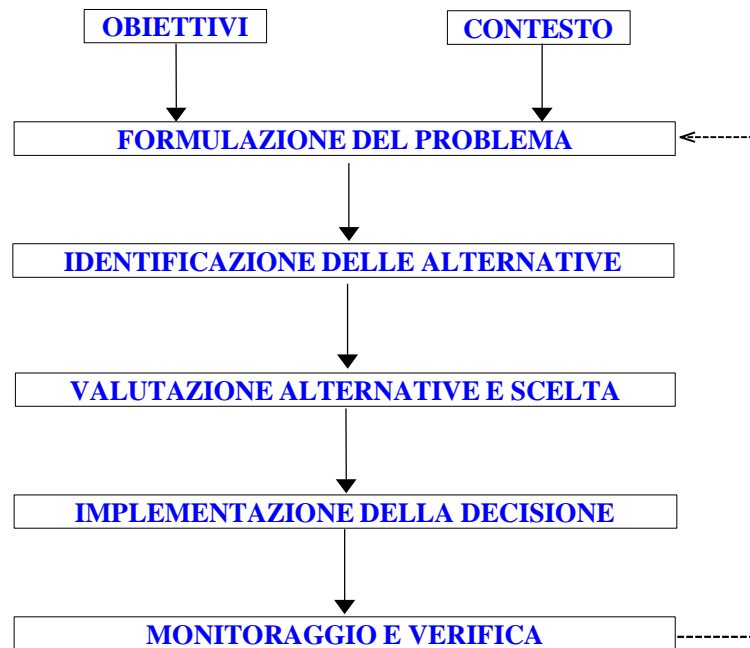 OBIETTIVI
CONTESTO
FORMULAZIONE DEL PROBLEMA
IDENTIFICAZIONE DELLE ALTERNATIVE
VALUTAZIONE ALTERNATIVE E SCELTA
IMPLEMENTAZIONE DELLA DECISIONE
MONITORAGGIO E VERIFICA